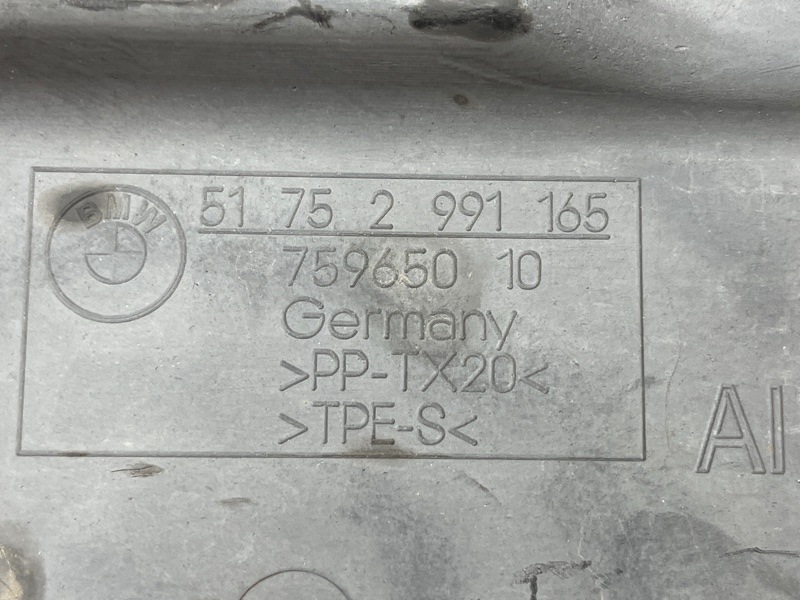 BMW
51 75 2 991 165
759650 10
Germany
>PP-TX20<
>TPE-S<
AI